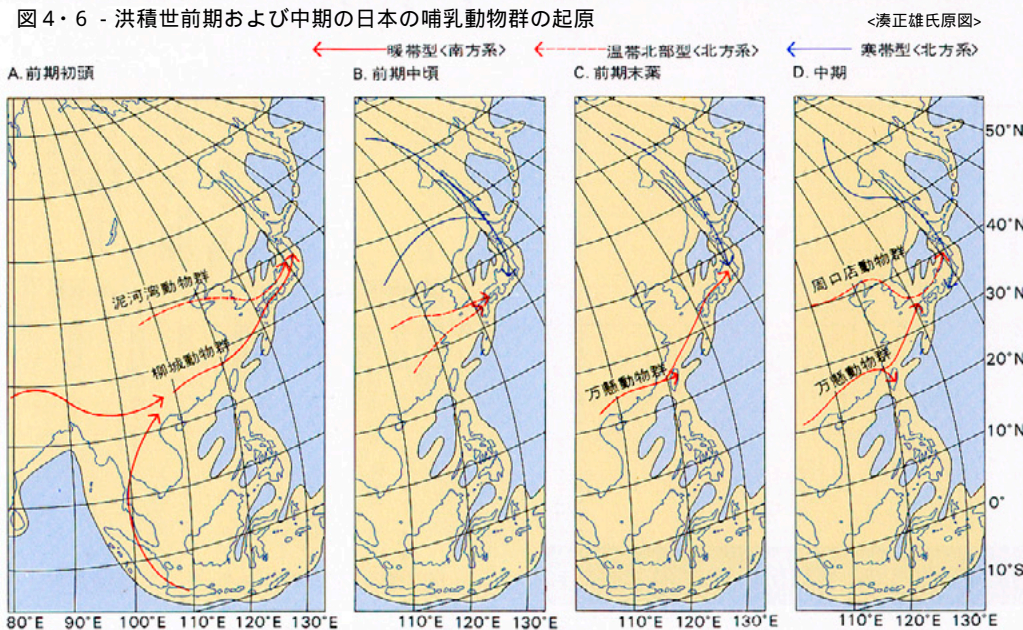 図4・6 - 洪積世前期および中期の日本の哺乳動物群の起原
<湊正雄氏原図>
暖帯型<南方系>
温帯北部型<北方系>
寒帯型<北方系>
A. 前期初頭
B. 前期中頃
C. 前期末葉
D. 中期
泥河湾動物群
柳城動物群
万懸動物群
周口店動物群
万懸動物群
50°N
40°N
30°N
20°N
10°N
0°
10°S
80°E 90°E 100°E 110°E 120°E 130°E
110°E 120°E 130°E
110°E 120°E 130°E
110°E 120°E 130°E